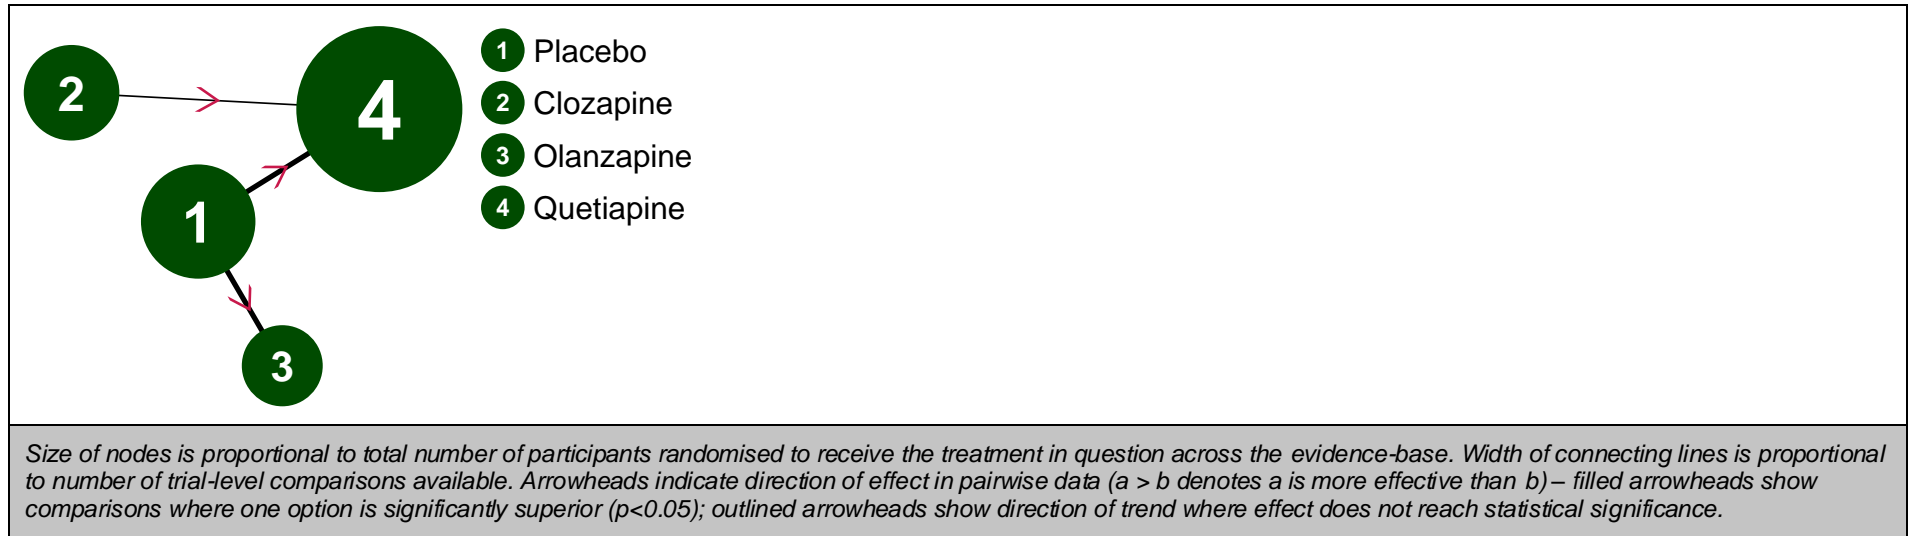 2
4
1
3
1 Placebo
2 Clozapine
3 Olanzapine
4 Quetiapine
Size of nodes is proportional to total number of participants randomised to receive the treatment in question across the evidence-base. Width of connecting lines is proportional
to number of trial-level comparisons available. Arrowheads indicate direction of effect in pairwise data (a > b denotes a is more effective than b) – filled arrowheads show
comparisons where one option is significantly superior (p<0.05); outlined arrowheads show direction of trend where effect does not reach statistical significance.